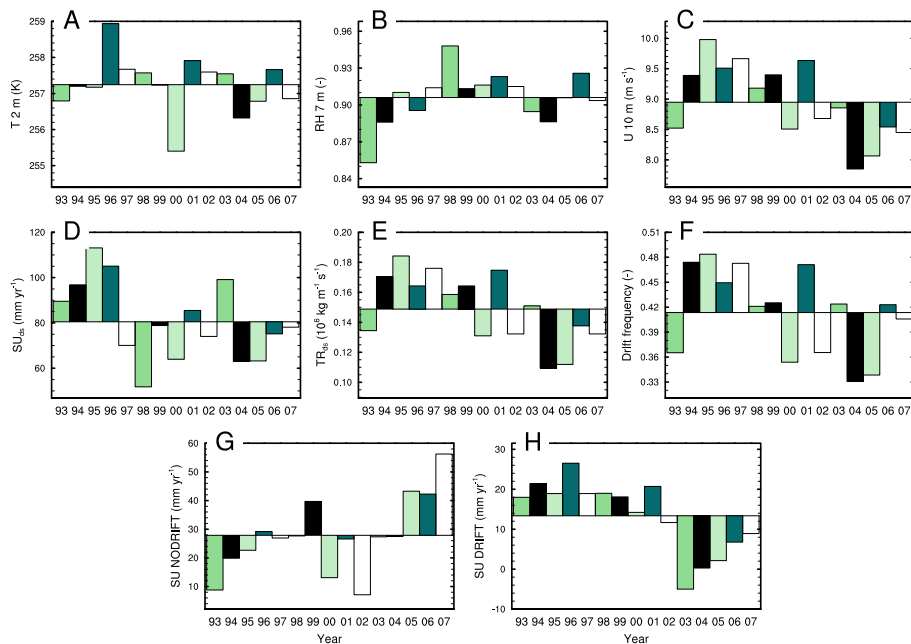 A
T 2 m (K)
259
258
257
256
255
93 94 95 96 97 98 99 00 01 02 03 04 05 06 07
B
RH 7 m (-)
0.96
0.93
0.90
0.87
0.84
93 94 95 96 97 98 99 00 01 02 03 04 05 06 07
C
U 10 m (m s⁻¹)
10.0
9.5
9.0
8.5
8.0
93 94 95 96 97 98 99 00 01 02 03 04 05 06 07
D
SU_ds (mm yr⁻¹)
120
100
80
60
93 94 95 96 97 98 99 00 01 02 03 04 05 06 07
E
TR_ds (10⁶ kg m⁻¹ s⁻¹)
0.20
0.18
0.16
0.14
0.12
0.10
93 94 95 96 97 98 99 00 01 02 03 04 05 06 07
F
Drift frequency (-)
0.51
0.48
0.45
0.42
0.39
0.36
0.33
93 94 95 96 97 98 99 00 01 02 03 04 05 06 07
G
SU NODRIFT (mm yr⁻¹)
60
50
40
30
20
10
93 94 95 96 97 98 99 00 01 02 03 04 05 06 07
Year
H
SU DRIFT (mm yr⁻¹)
30
20
10
0
-10
93 94 95 96 97 98 99 00 01 02 03 04 05 06 07
Year